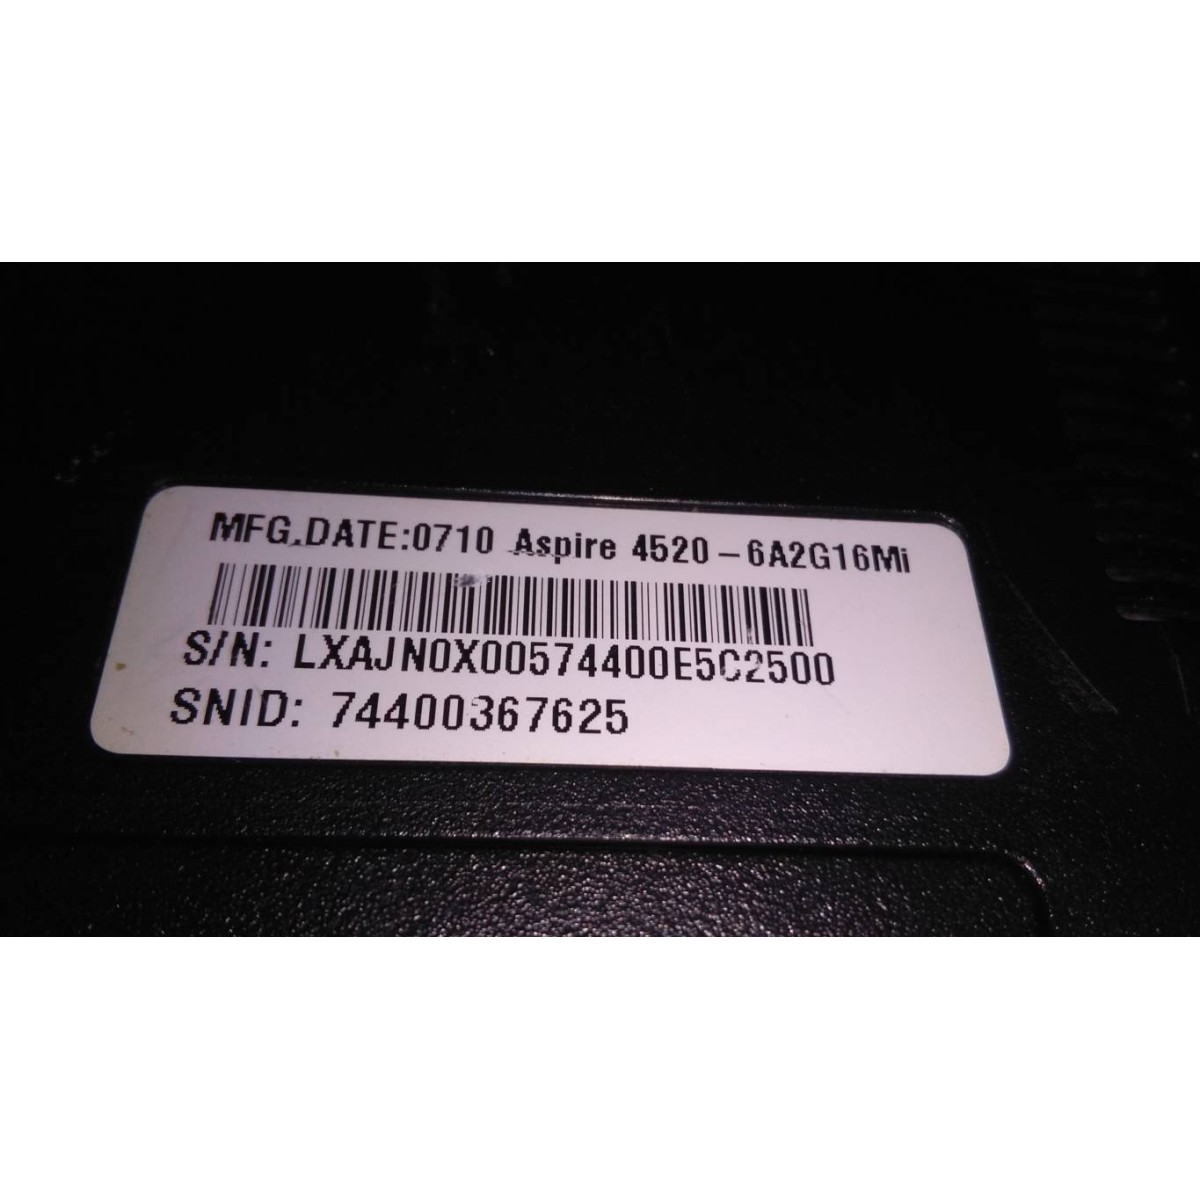 MFG.DATE:0710 Aspire 4520-6A2G16Mi
S/N: LXAJN0X00574400E5C2500
SNID: 74400367625